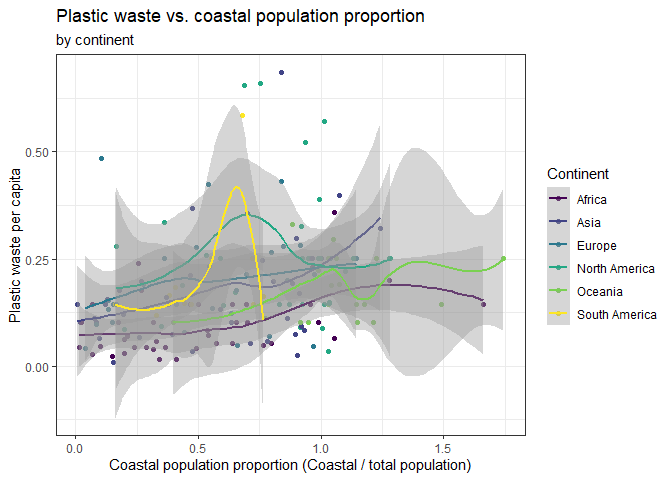 Plastic waste vs. coastal population proportion
by continent
Plastic waste per capita
0.50
0.25
0.00
0.0 0.5 1.0 1.5
Coastal population proportion (Coastal / total population)
Continent
Africa
Asia
Europe
North America
Oceania
South America